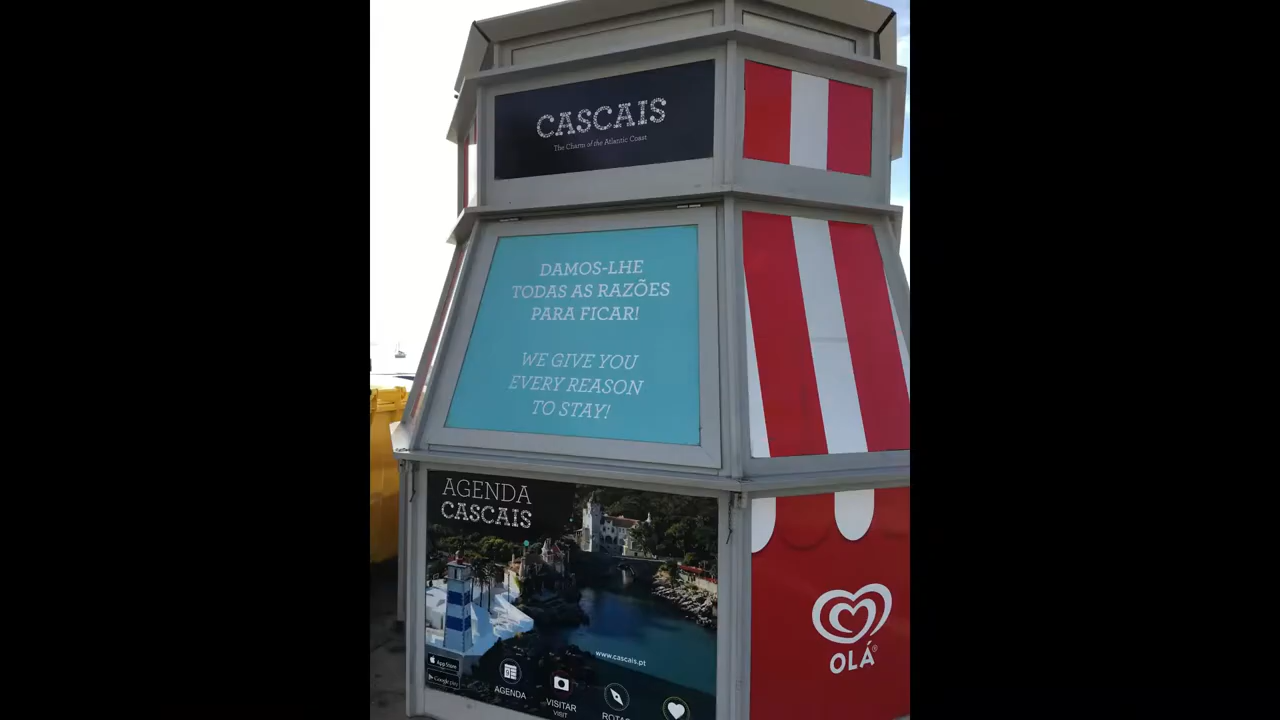 CASCAIS
The Charm of the Atlantic Coast
DAMOS-LHE
TODAS AS RAZÕES
PARA FICAR!
WE GIVE YOU
EVERY REASON
TO STAY!
AGENDA
CASCAIS
www.cascais.pt
App Store
Google play
AGENDA
VISITAR
VISIT
OLÁ®